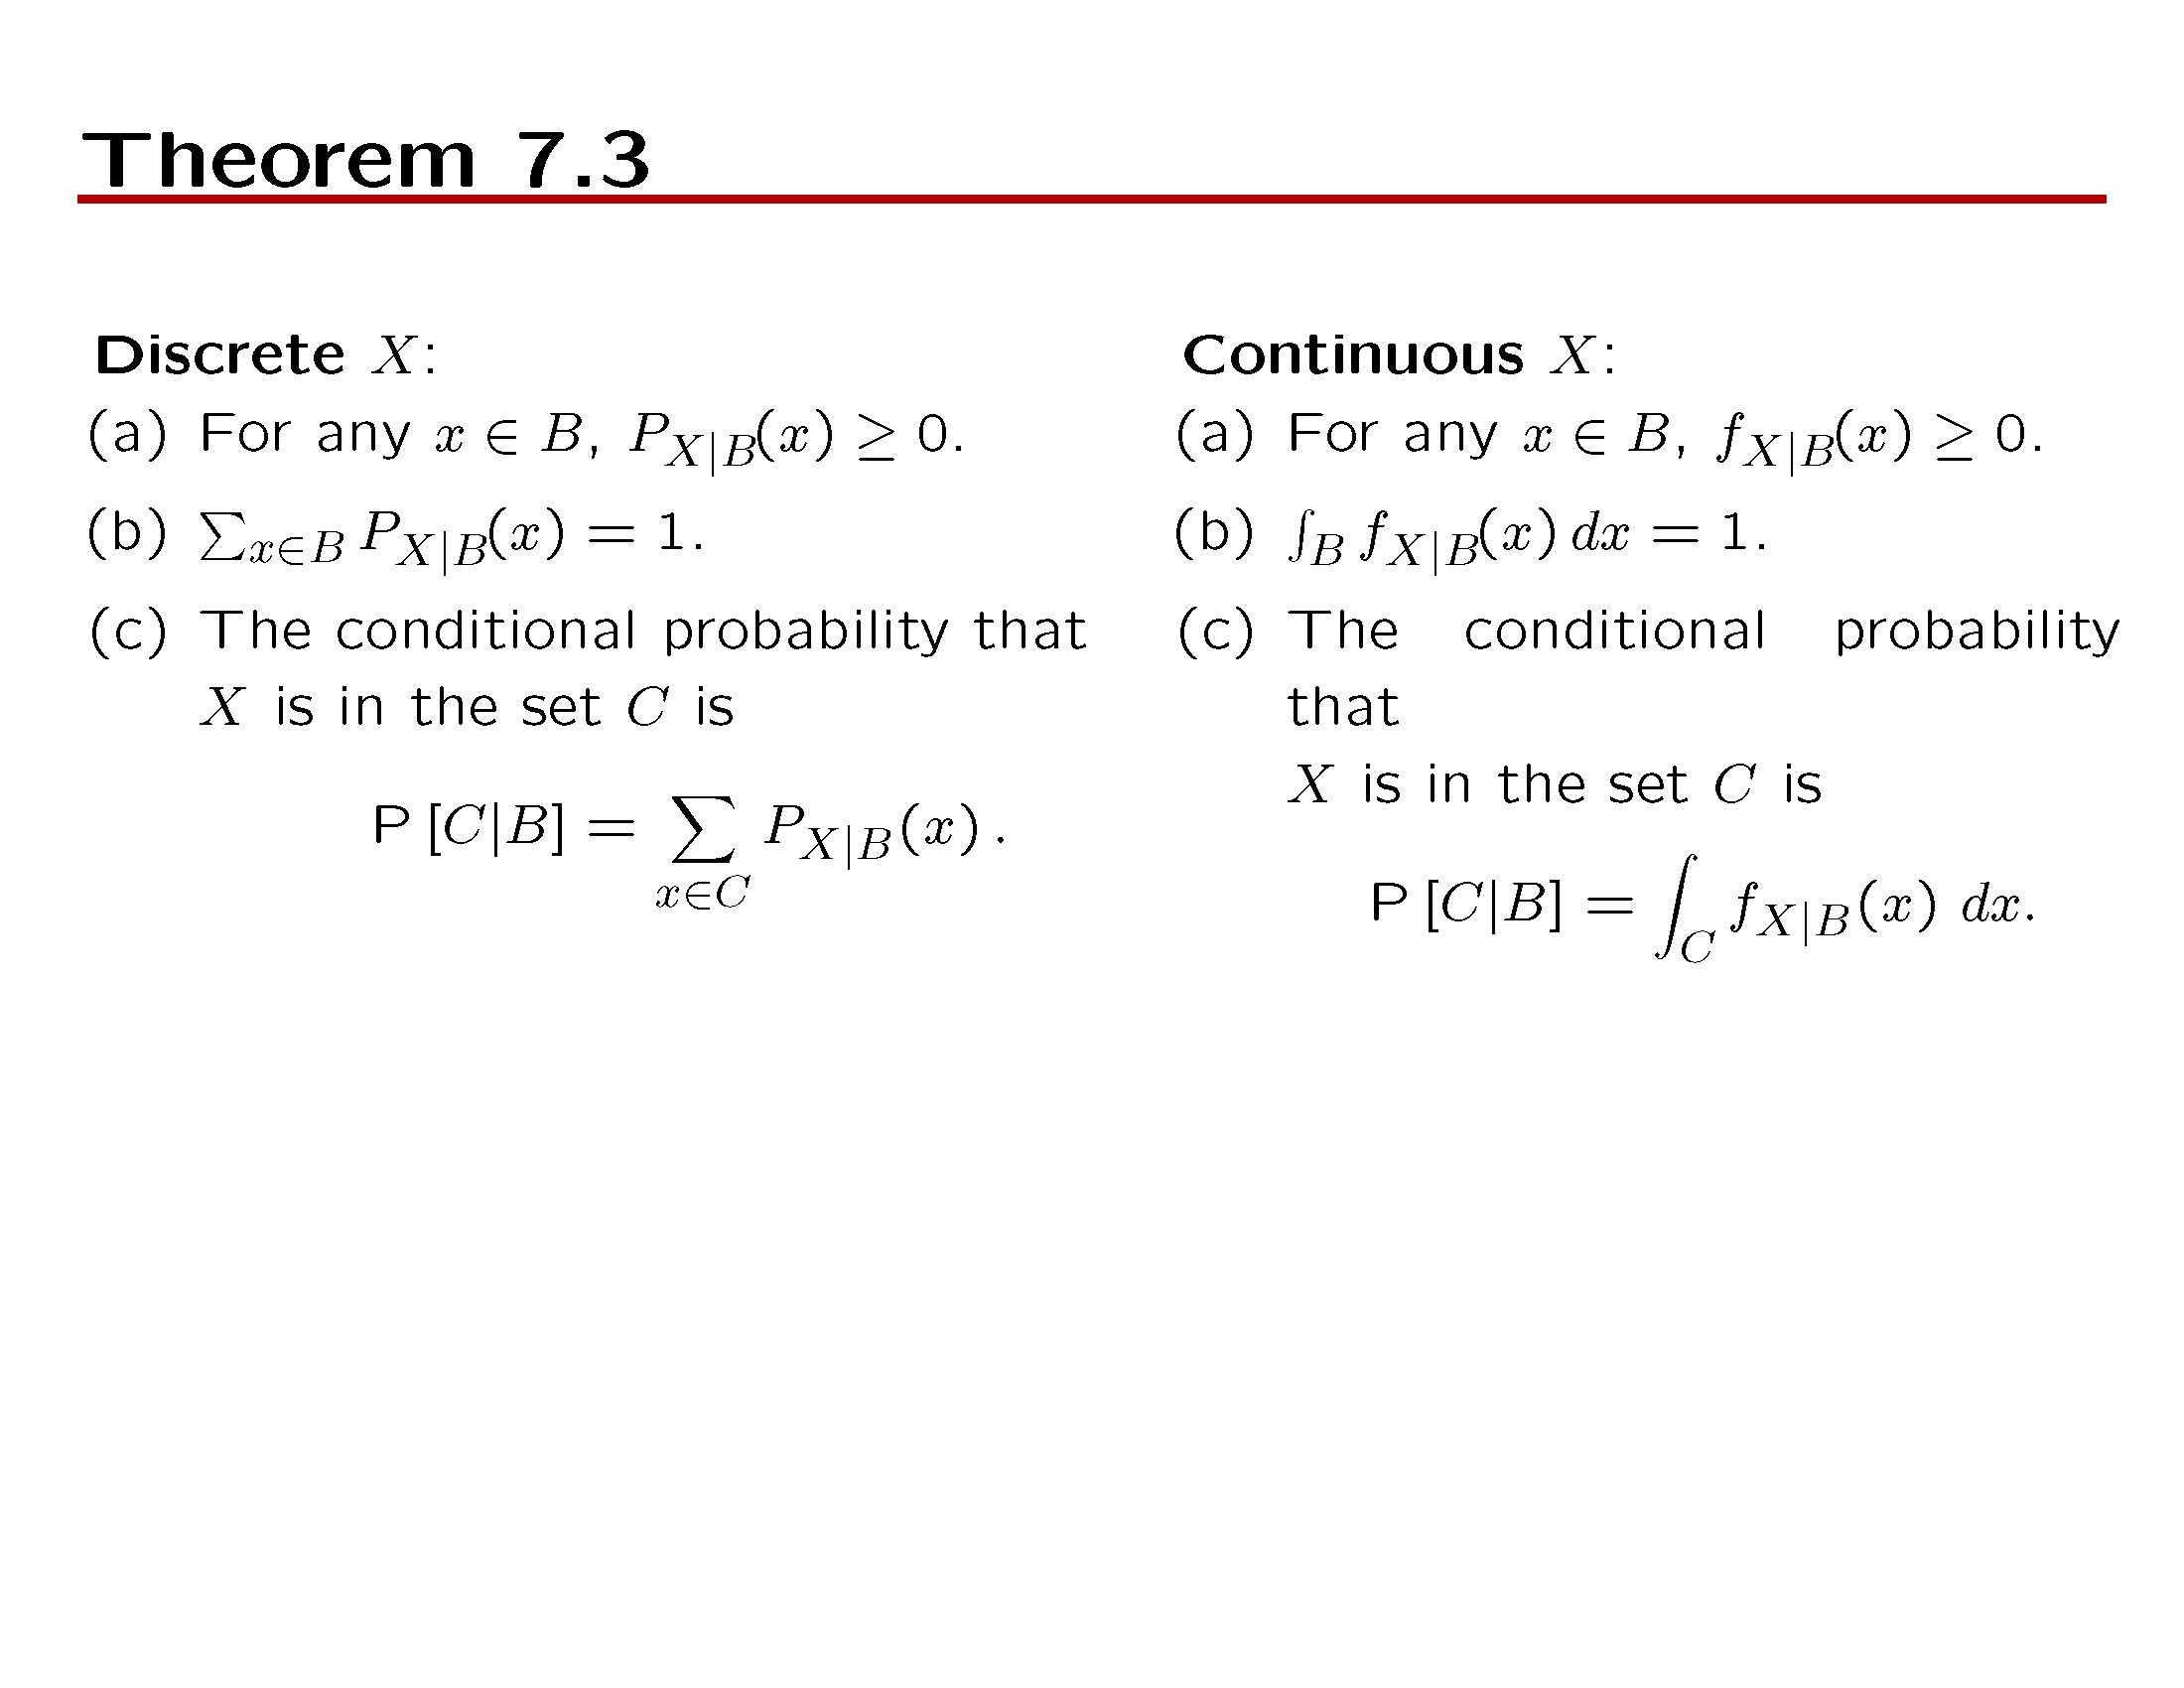 Theorem 7.3
Discrete X:
(a) For any x ∈ B, P_{X|B}(x) ≥ 0.
(b) ∑_{x∈B} P_{X|B}(x) = 1.
(c) The conditional probability that
X is in the set C is
P [C|B] = ∑_{x∈C} P_{X|B}(x) .
Continuous X:
(a) For any x ∈ B, f_{X|B}(x) ≥ 0.
(b) ∫_B f_{X|B}(x) dx = 1.
(c) The conditional probability
that
X is in the set C is
P [C|B] = ∫_C f_{X|B}(x) dx.